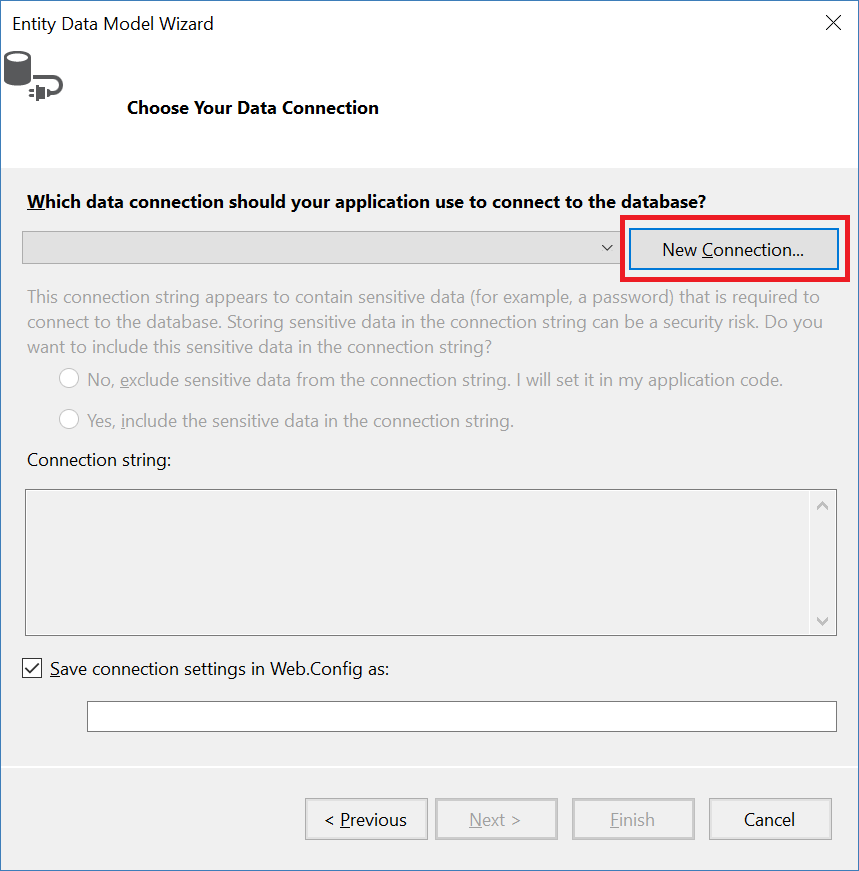 Entity Data Model Wizard
Choose Your Data Connection
Which data connection should your application use to connect to the database?
New Connection...
This connection string appears to contain sensitive data (for example, a password) that is required to
connect to the database. Storing sensitive data in the connection string can be a security risk. Do you
want to include this sensitive data in the connection string?
No, exclude sensitive data from the connection string. I will set it in my application code.
Yes, include the sensitive data in the connection string.
Connection string:
Save connection settings in Web.Config as:
< Previous
Next >
Finish
Cancel